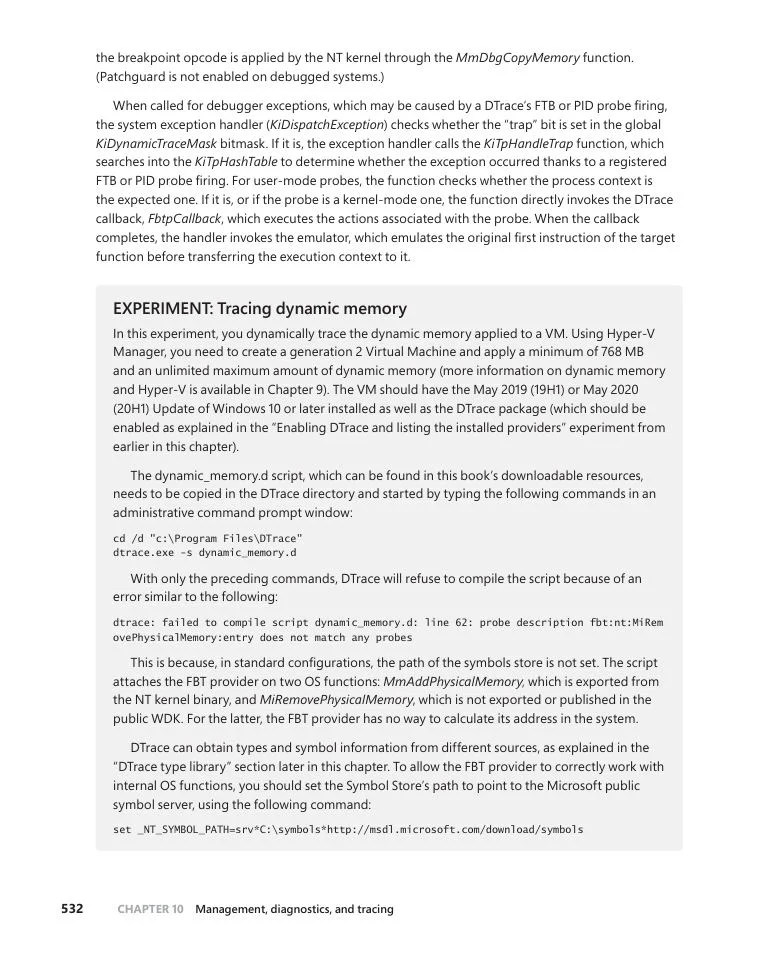 the breakpoint opcode is applied by the NT kernel through the MmDbgCopyMemory function.
(Patchguard is not enabled on debugged systems.)
When called for debugger exceptions, which may be caused by a DTrace’s FTB or PID probe firing,
the system exception handler (KiDispatchException) checks whether the “trap” bit is set in the global
KiDynamicTraceMask bitmask. If it is, the exception handler calls the KiTpHandleTrap function, which
searches into the KiTpHashTable to determine whether the exception occurred thanks to a registered
FTB or PID probe firing. For user-mode probes, the function checks whether the process context is
the expected one. If it is, or if the probe is a kernel-mode one, the function directly invokes the DTrace
callback, FbtpCallback, which executes the actions associated with the probe. When the callback
completes, the handler invokes the emulator, which emulates the original first instruction of the target
function before transferring the execution context to it.
EXPERIMENT: Tracing dynamic memory
In this experiment, you dynamically trace the dynamic memory applied to a VM. Using Hyper-V
Manager, you need to create a generation 2 Virtual Machine and apply a minimum of 768 MB
and an unlimited maximum amount of dynamic memory (more information on dynamic memory
and Hyper-V is available in Chapter 9). The VM should have the May 2019 (19H1) or May 2020
(20H1) Update of Windows 10 or later installed as well as the DTrace package (which should be
enabled as explained in the “Enabling DTrace and listing the installed providers” experiment from
earlier in this chapter).
The dynamic_memory.d script, which can be found in this book’s downloadable resources,
needs to be copied in the DTrace directory and started by typing the following commands in an
administrative command prompt window:
cd /d "c:\Program Files\DTrace"
dtrace.exe -s dynamic_memory.d
With only the preceding commands, DTrace will refuse to compile the script because of an
error similar to the following:
dtrace: failed to compile script dynamic_memory.d: line 62: probe description fbt:nt:MiRem
ovePhysicalMemory:entry does not match any probes
This is because, in standard configurations, the path of the symbols store is not set. The script
attaches the FBT provider on two OS functions: MmAddPhysicalMemory, which is exported from
the NT kernel binary, and MiRemovePhysicalMemory, which is not exported or published in the
public WDK. For the latter, the FBT provider has no way to calculate its address in the system.
DTrace can obtain types and symbol information from different sources, as explained in the
“DTrace type library” section later in this chapter. To allow the FBT provider to correctly work with
internal OS functions, you should set the Symbol Store’s path to point to the Microsoft public
symbol server, using the following command:
set _NT_SYMBOL_PATH=srv*C:\symbols*http://msdl.microsoft.com/download/symbols
532 CHAPTER 10 Management, diagnostics, and tracing